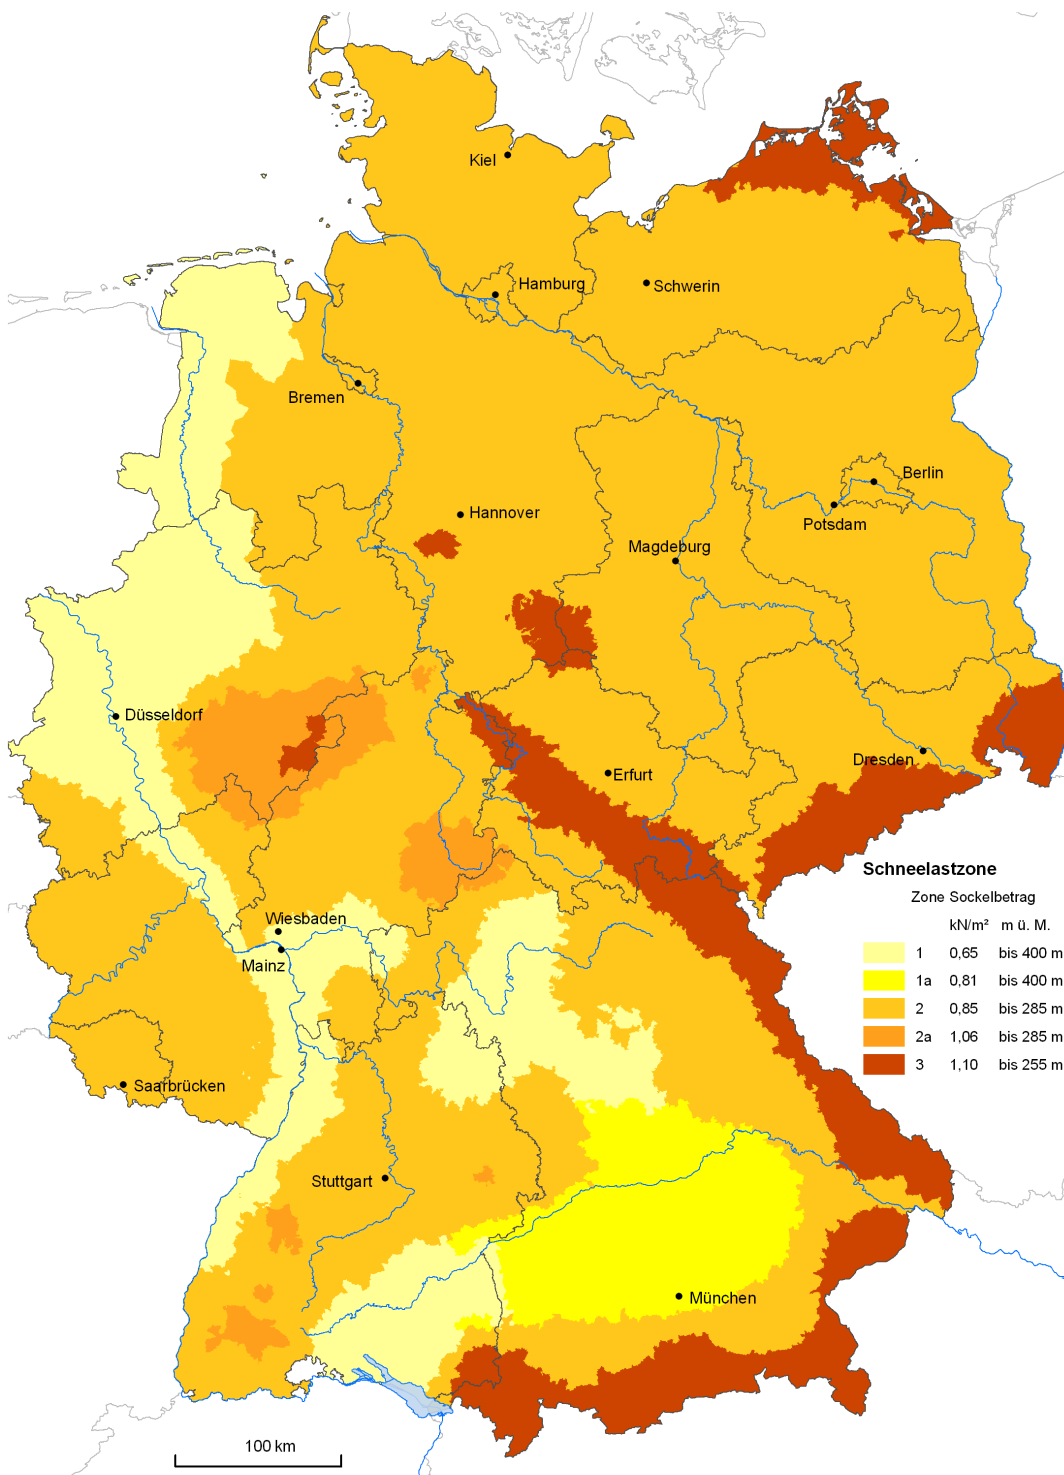 Kiel
Hamburg
Schwerin
Bremen
Berlin
Hannover
Potsdam
Magdeburg
Düsseldorf
Dresden
Erfurt
Schneelastzone
Zone Sockelbetrag
kN/m² m ü. M.
1 0,65 bis 400 m
1a 0,81 bis 400 m
2 0,85 bis 285 m
2a 1,06 bis 285 m
3 1,10 bis 255 m
Wiesbaden
Mainz
Saarbrücken
Stuttgart
München
100 km